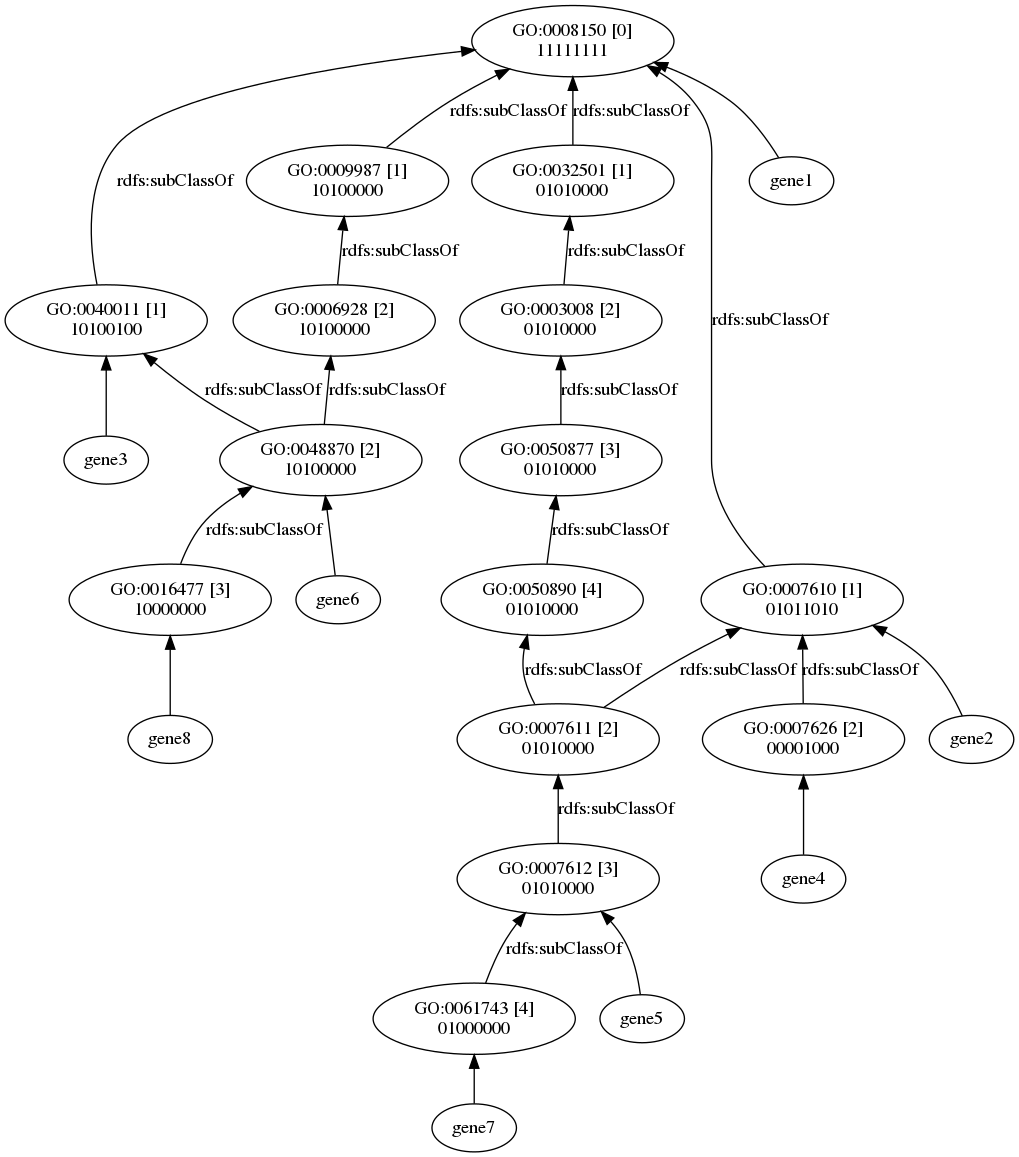 GO:0008150 [0]
11111111
rdfs:subClassOf
rdfs:subClassOf
GO:0009987 [1]
10100000
GO:0032501 [1]
01010000
gene1
rdfs:subClassOf
rdfs:subClassOf
rdfs:subClassOf
GO:0040011 [1]
10100100
GO:0006928 [2]
10100000
GO:0003008 [2]
01010000
rdfs:subClassOf
rdfs:subClassOf
rdfs:subClassOf
rdfs:subClassOf
gene3
GO:0048870 [2]
10100000
GO:0050877 [3]
01010000
rdfs:subClassOf
rdfs:subClassOf
GO:0016477 [3]
10000000
gene6
GO:0050890 [4]
01010000
GO:0007610 [1]
01011010
rdfs:subClassOf
rdfs:subClassOf
rdfs:subClassOf
gene8
GO:0007611 [2]
01010000
GO:0007626 [2]
00001000
gene2
rdfs:subClassOf
GO:0007612 [3]
01010000
gene4
rdfs:subClassOf
GO:0061743 [4]
01000000
gene5
gene7